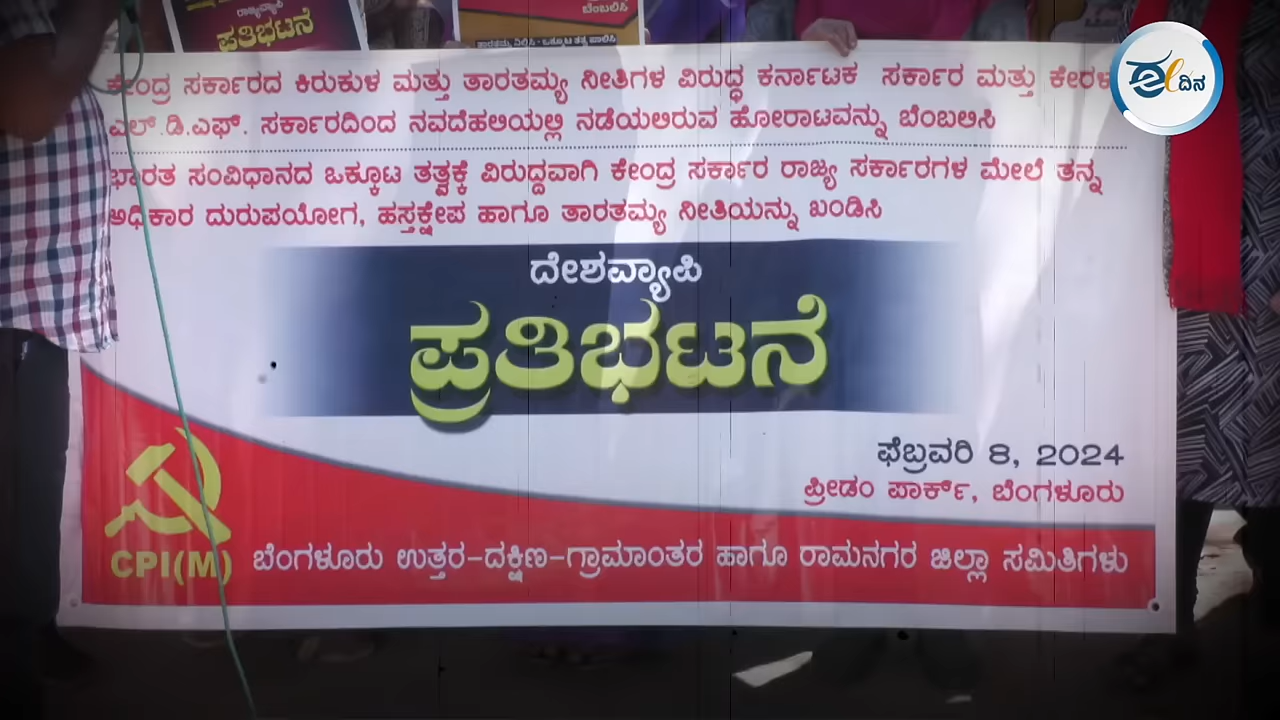 ಪ್ರತಿಭಟನೆ
ಬೆಂಬಲಿಸಿ
ಈ ದಿನ
ಕೇಂದ್ರ ಸರ್ಕಾರದ ಕಿರುಕುಳ ಮತ್ತು ತಾರತಮ್ಯ ನೀತಿಗಳ ವಿರುದ್ಧ ಕರ್ನಾಟಕ ಸರ್ಕಾರ ಮತ್ತು ಕೇರಳ
ಎಲ್.ಡಿ.ಎಫ್. ಸರ್ಕಾರದಿಂದ ನವದೆಹಲಿಯಲ್ಲಿ ನಡೆಯಲಿರುವ ಹೋರಾಟವನ್ನು ಬೆಂಬಲಿಸಿ
ಭಾರತ ಸಂವಿಧಾನದ ಒಕ್ಕೂಟ ತತ್ವಕ್ಕೆ ವಿರುದ್ದವಾಗಿ ಕೇಂದ್ರ ಸರ್ಕಾರ ರಾಜ್ಯ ಸರ್ಕಾರಗಳ ಮೇಲೆ ತನ್ನ
ಅಧಿಕಾರ ದುರುಪಯೋಗ, ಹಸ್ತಕ್ಷೇಪ ಹಾಗೂ ತಾರತಮ್ಯ ನೀತಿಯನ್ನು ಖಂಡಿಸಿ
ದೇಶವ್ಯಾಪಿ
ಪ್ರತಿಭಟನೆ
ಫೆಬ್ರವರಿ 8, 2024
ಪ್ರೀಡಂ ಪಾರ್ಕ್, ಬೆಂಗಳೂರು
CPI(M) ಬೆಂಗಳೂರು ಉತ್ತರ-ದಕ್ಷಿಣ-ಗ್ರಾಮಾಂತರ ಹಾಗೂ ರಾಮನಗರ ಜಿಲ್ಲಾ ಸಮಿತಿಗಳು